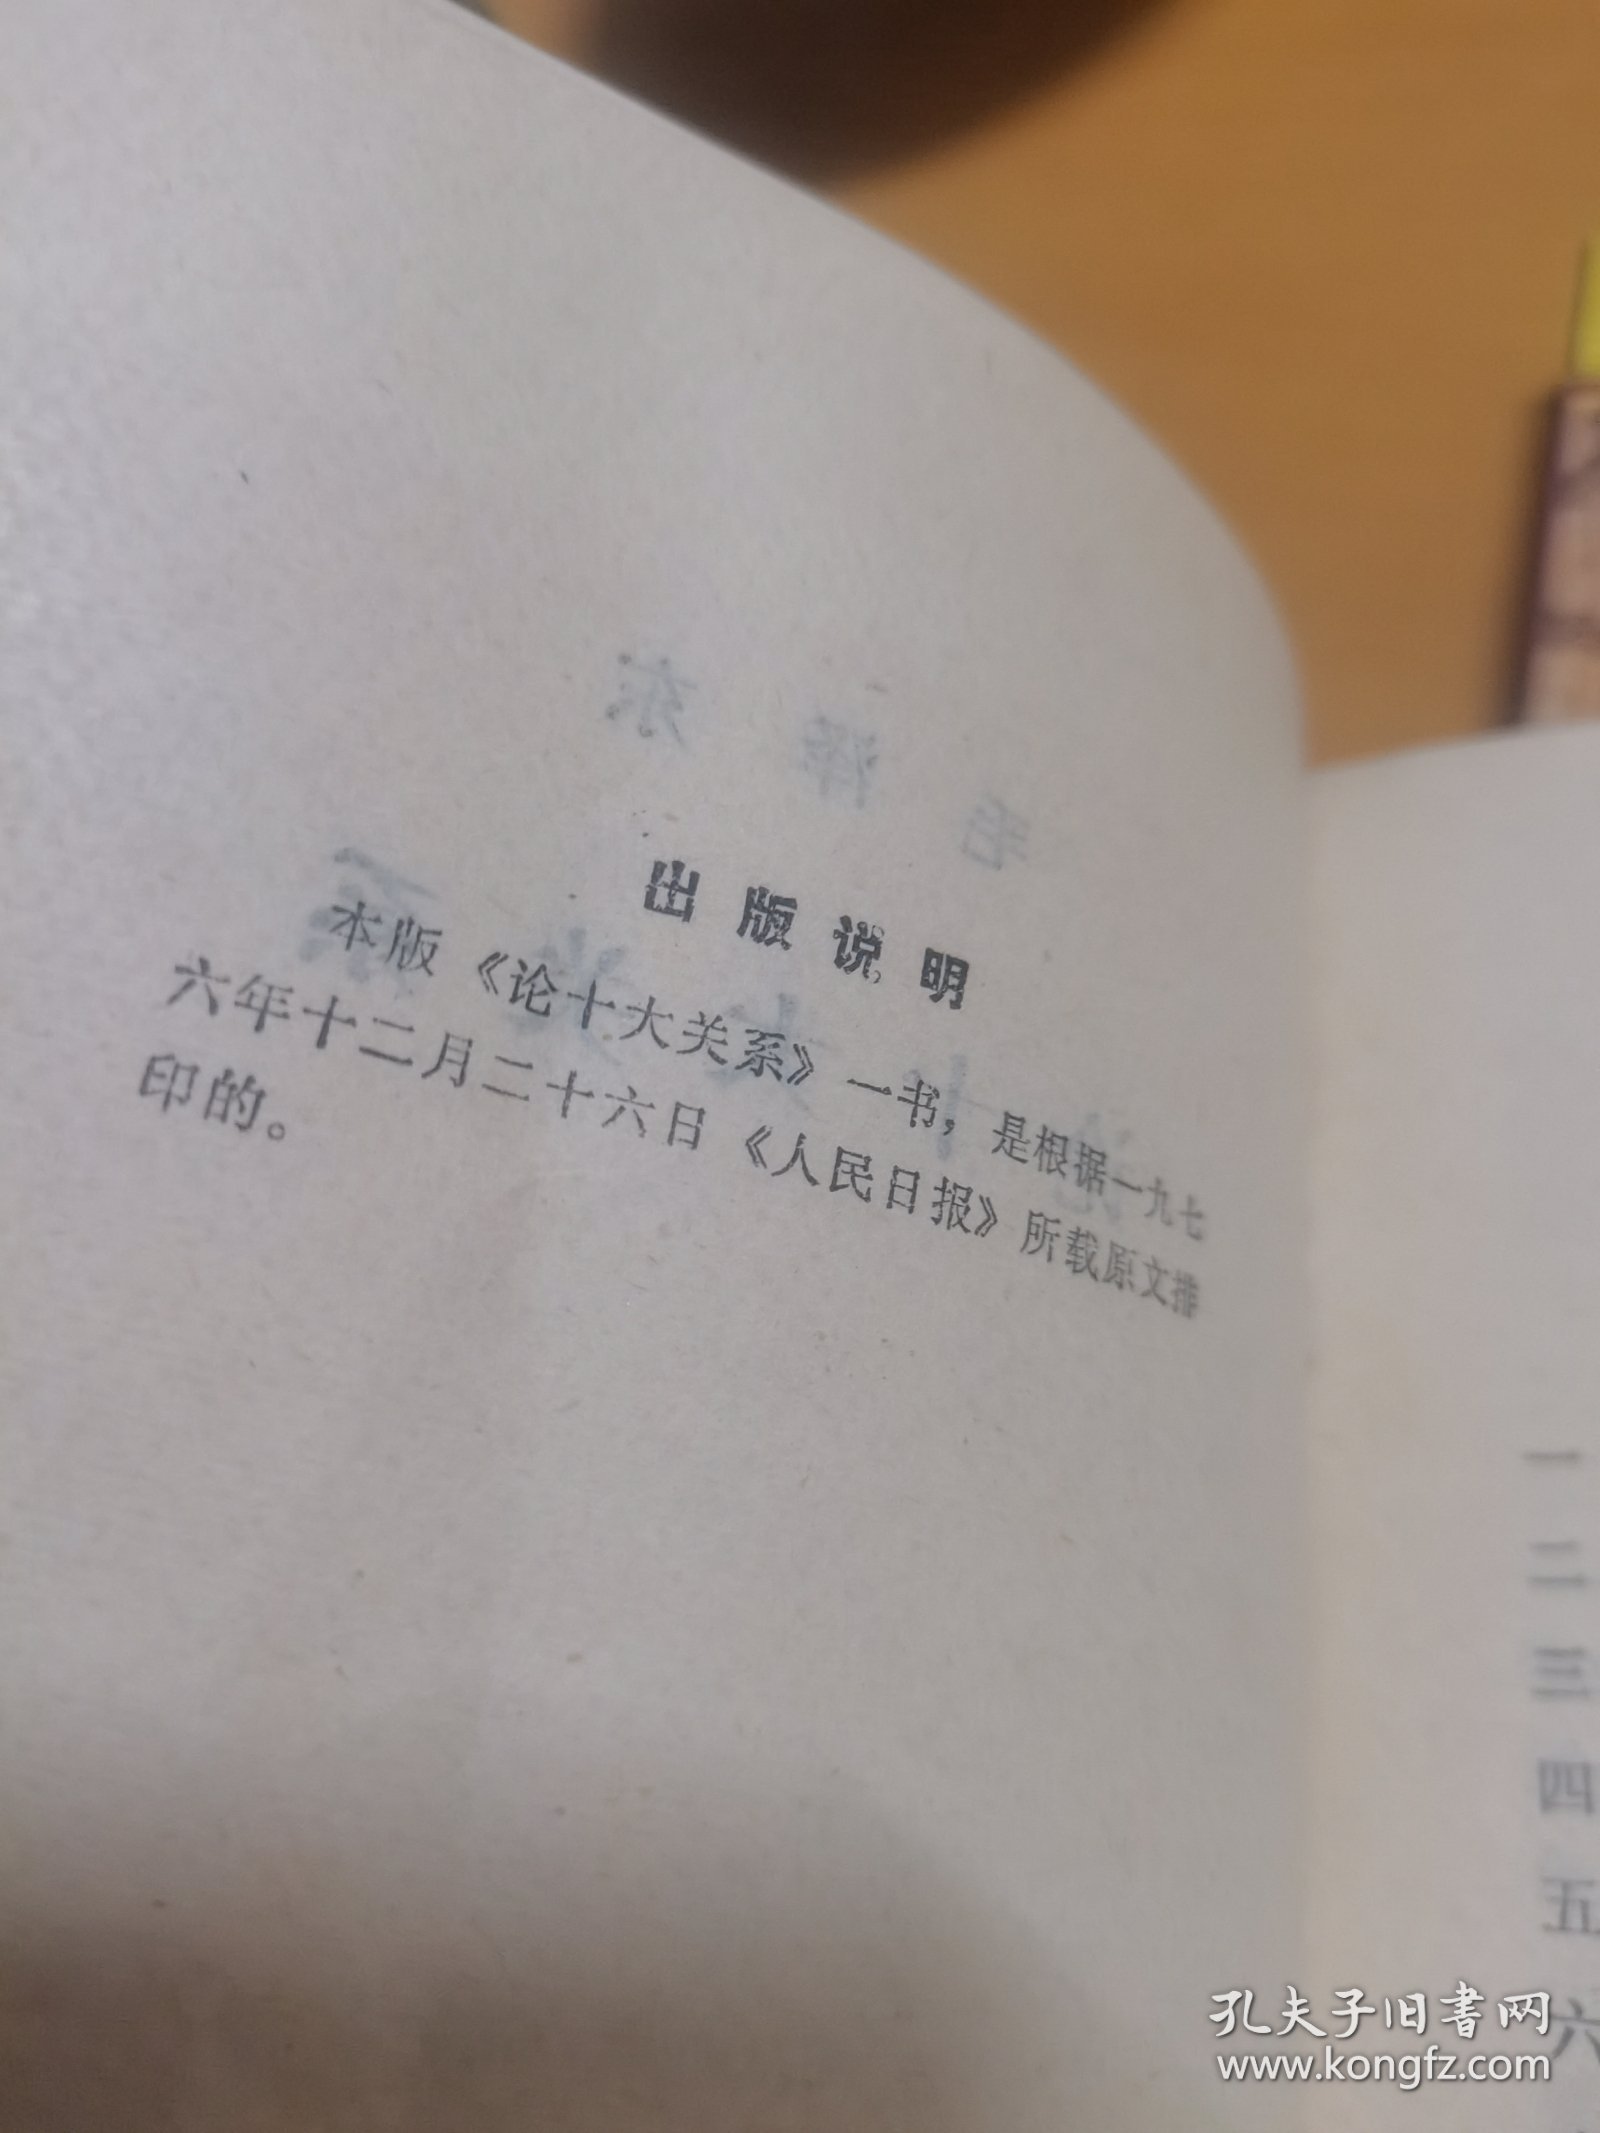 出版说明
本版《论十大关系》一书，是根据一九七
六年十二月二十六日《人民日报》所载原文排
印的。
一
二
三
四
五
六
孔夫子旧书网
www.kongfz.com